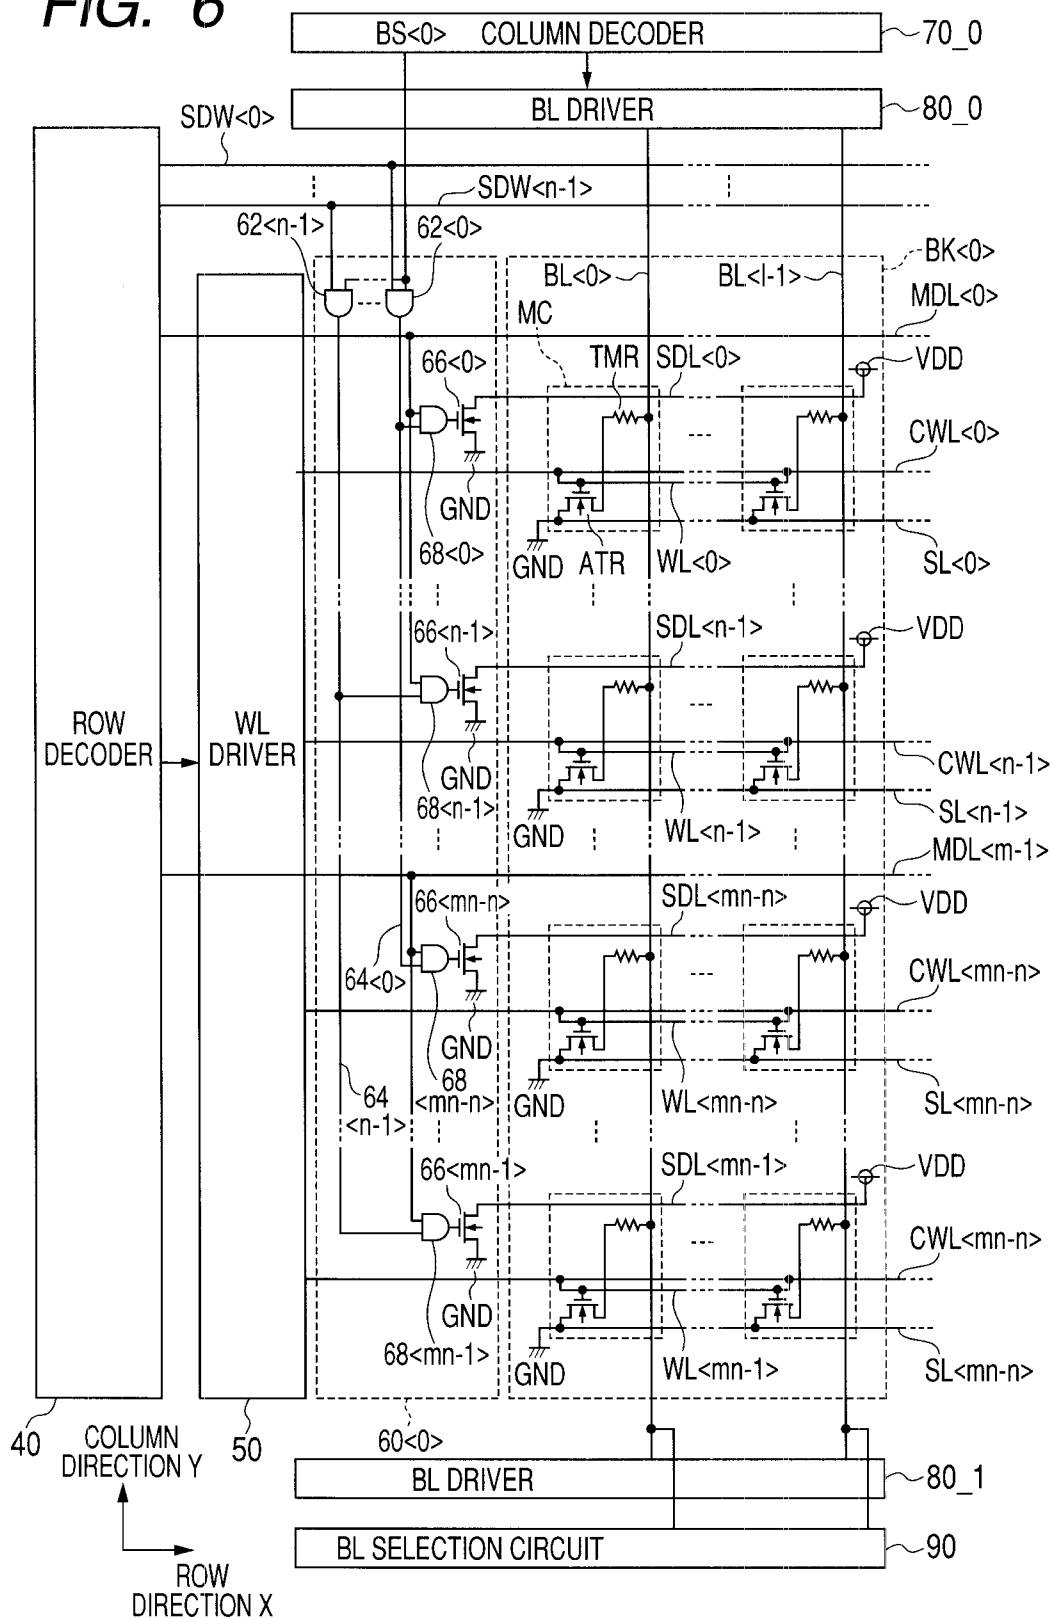 FIG. 6
BS<0> COLUMN DECODER
70_0
BL DRIVER
80_0
SDW<0>
SDW<n-1>
62<n-1>
62<0>
BK<0>
BL<0>
BL<l-1>
MDL<0>
MC
66<0>
TMR
SDL<0>
VDD
CWL<0>
GND
68<0>
GND
ATR
WL<0>
SL<0>
66<n-1>
SDL<n-1>
VDD
ROW
DECODER
WL
DRIVER
GND
CWL<n-1>
68<n-1>
SL<n-1>
GND
WL<n-1>
MDL<m-1>
66<mn-n>
SDL<mn-n>
VDD
64<0>
CWL<mn-n>
GND
68
<mn-n>
GND
WL<mn-n>
SL<mn-n>
64
<n-1>
66<mn-1>
SDL<mn-1>
VDD
CWL<mn-n>
GND
68<mn-1>
GND
WL<mn-1>
SL<mn-n>
40
50
60<0>
COLUMN
DIRECTION Y
BL DRIVER
80_1
BL SELECTION CIRCUIT
90
ROW
DIRECTION X